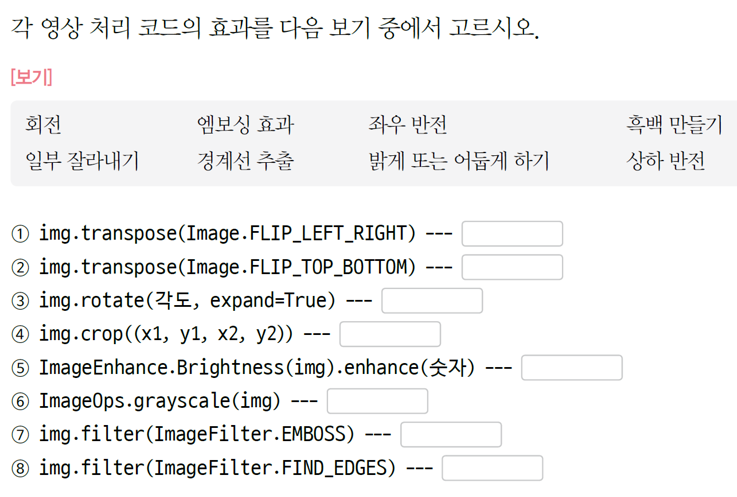 각 영상 처리 코드의 효과를 다음 보기 중에서 고르시오.
[보기]
회전 엠보싱 효과 좌우 반전 흑백 만들기
일부 잘라내기 경계선 추출 밝게 또는 어둡게 하기 상하 반전
① img.transpose(Image.FLIP_LEFT_RIGHT) ---
② img.transpose(Image.FLIP_TOP_BOTTOM) ---
③ img.rotate(각도, expand=True) ---
④ img.crop((x1, y1, x2, y2)) ---
⑤ ImageEnhance.Brightness(img).enhance(숫자) ---
⑥ ImageOps.grayscale(img) ---
⑦ img.filter(ImageFilter.EMBOSS) ---
⑧ img.filter(ImageFilter.FIND_EDGES) ---